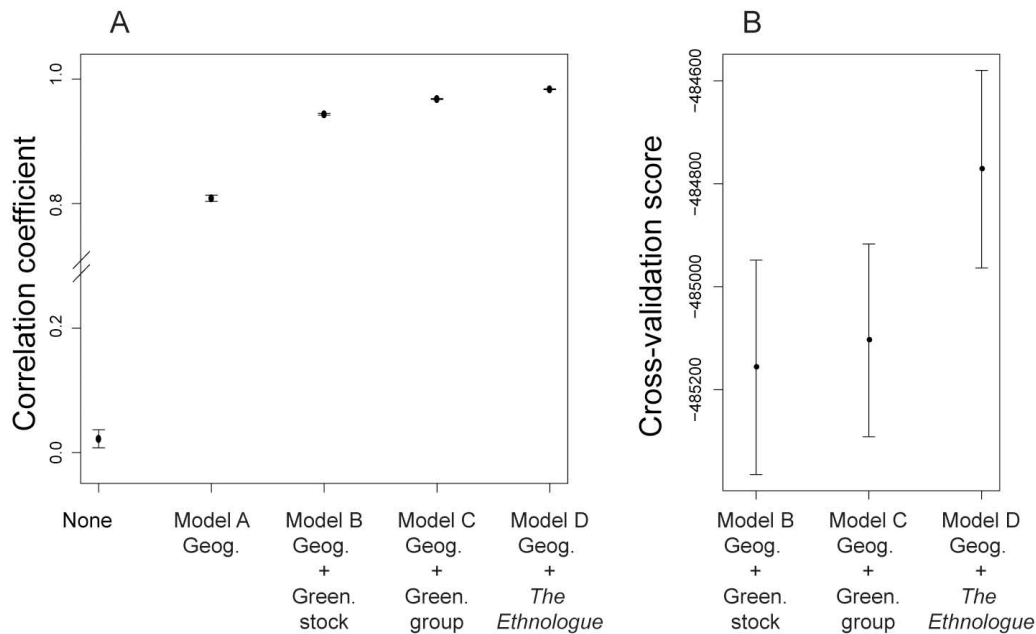 A
Correlation coefficient
1.0
0.8
0.2
0.0
None
Model A
Geog.
Model B
Geog.
+
Green.
stock
Model C
Geog.
+
Green.
group
Model D
Geog.
+
The
Ethnologue
B
Cross-validation score
−484600
−484800
−485000
−485200
Model B
Geog.
+
Green.
stock
Model C
Geog.
+
Green.
group
Model D
Geog.
+
The
Ethnologue